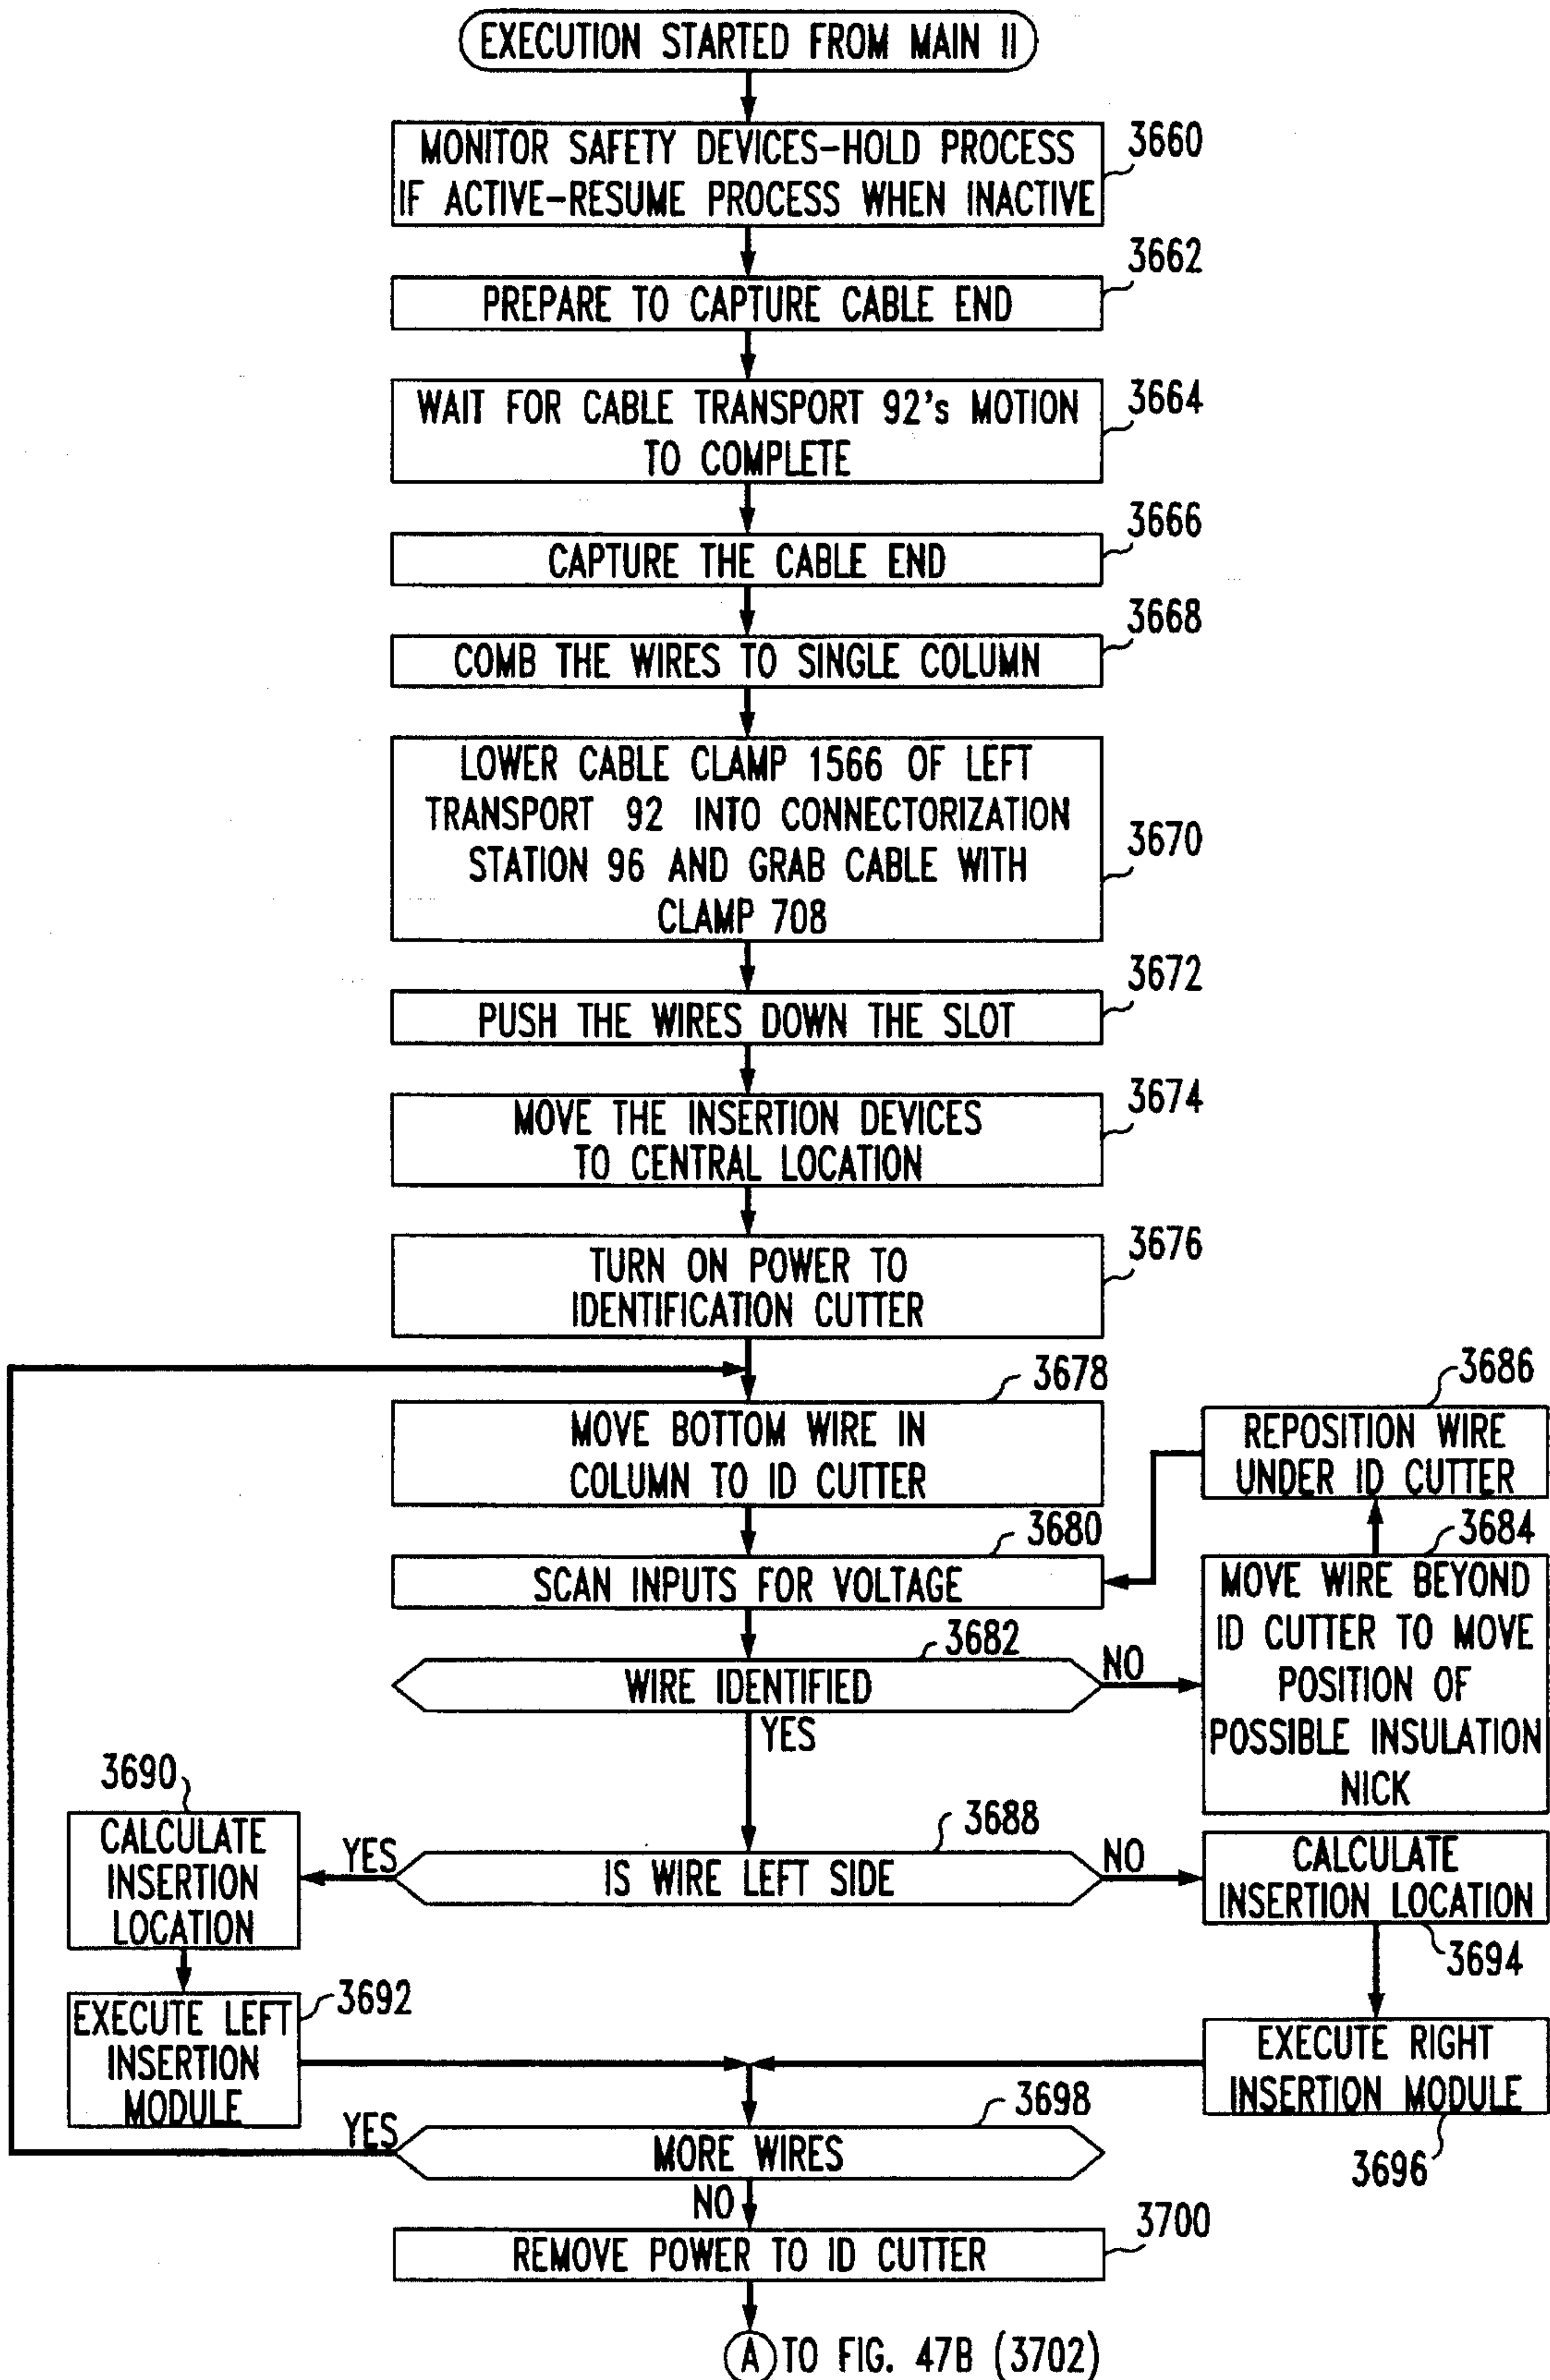 EXECUTION STARTED FROM MAIN II
MONITOR SAFETY DEVICES-HOLD PROCESS
IF ACTIVE-RESUME PROCESS WHEN INACTIVE
3660
PREPARE TO CAPTURE CABLE END
3662
WAIT FOR CABLE TRANSPORT 92's MOTION
TO COMPLETE
3664
CAPTURE THE CABLE END
3666
COMB THE WIRES TO SINGLE COLUMN
3668
LOWER CABLE CLAMP 1566 OF LEFT
TRANSPORT 92 INTO CONNECTORIZATION
STATION 96 AND GRAB CABLE WITH
CLAMP 708
3670
PUSH THE WIRES DOWN THE SLOT
3672
MOVE THE INSERTION DEVICES
TO CENTRAL LOCATION
3674
TURN ON POWER TO
IDENTIFICATION CUTTER
3676
3678
MOVE BOTTOM WIRE IN
COLUMN TO ID CUTTER
3686
REPOSITION WIRE
UNDER ID CUTTER
3680
SCAN INPUTS FOR VOLTAGE
3684
MOVE WIRE BEYOND
ID CUTTER TO MOVE
POSITION OF
POSSIBLE INSULATION
NICK
3682
WIRE IDENTIFIED
NO
YES
3688
IS WIRE LEFT SIDE
YES
NO
3690
CALCULATE
INSERTION
LOCATION
CALCULATE
INSERTION LOCATION
3694
EXECUTE LEFT
INSERTION
MODULE
3692
EXECUTE RIGHT
INSERTION MODULE
3696
3698
MORE WIRES
YES
NO
REMOVE POWER TO ID CUTTER
3700
A TO FIG. 47B (3702)